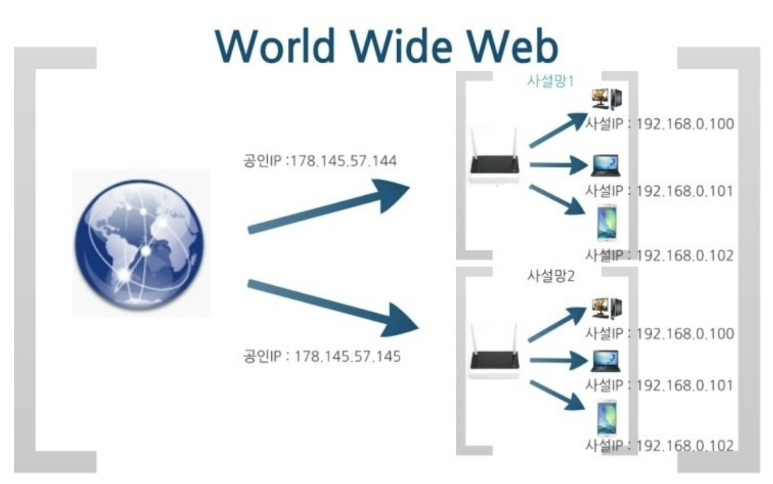 World Wide Web
공인IP :178.145.57.144
공인IP : 178.145.57.145
사설망1
사설IP : 192.168.0.100
사설IP : 192.168.0.101
사설IP : 192.168.0.102
사설망2
사설IP : 192.168.0.100
사설IP : 192.168.0.101
사설IP : 192.168.0.102